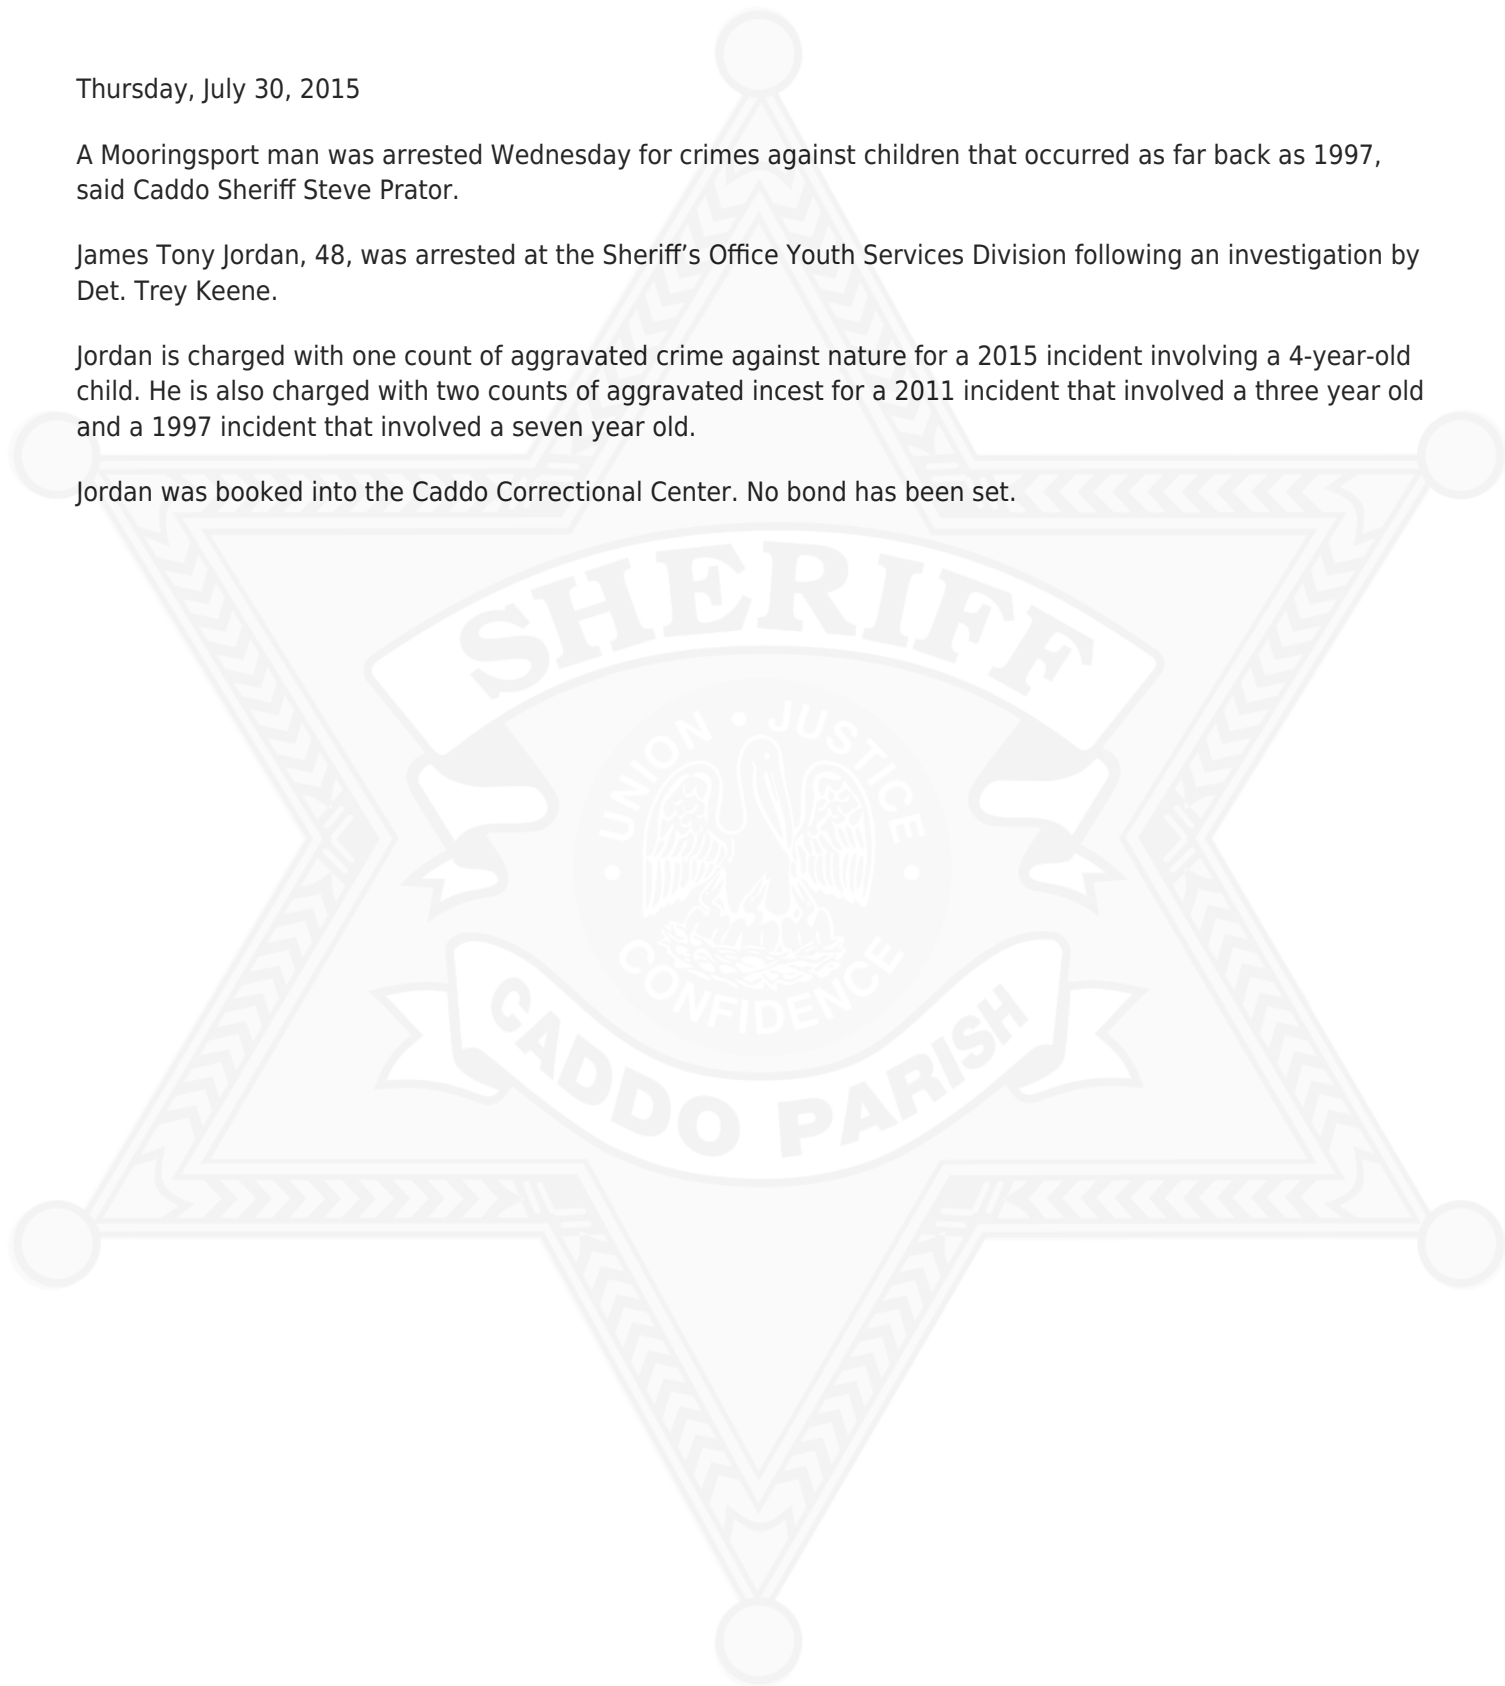 Thursday, July 30, 2015
A Mooringsport man was arrested Wednesday for crimes against children that occurred as far back as 1997,
said Caddo Sheriff Steve Prator.
James Tony Jordan, 48, was arrested at the Sheriff’s Office Youth Services Division following an investigation by
Det. Trey Keene.
Jordan is charged with one count of aggravated crime against nature for a 2015 incident involving a 4-year-old
child. He is also charged with two counts of aggravated incest for a 2011 incident that involved a three year old
and a 1997 incident that involved a seven year old.
Jordan was booked into the Caddo Correctional Center. No bond has been set.
SHERIFF
UNION • JUSTICE
• CONFIDENCE •
CADDO PARISH